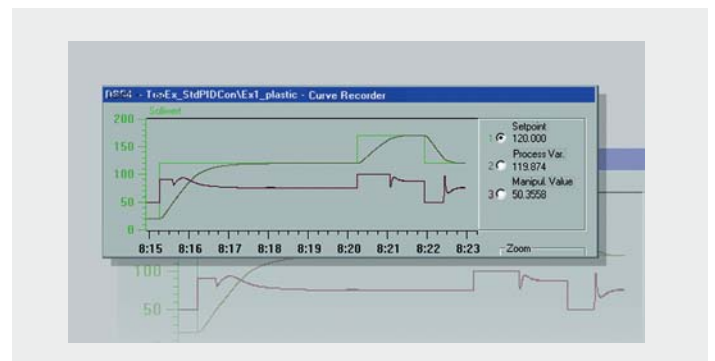 TunEx_StdPIDCon\Ex1_plastic - Curve Recorder
Sollwert
200
150
100
50
0
8:15 8:16 8:17 8:18 8:19 8:20 8:21 8:22 8:23
Setpoint
1 120.000
Process Var.
2 119.874
Manipul. Value
3 50.3558
Zoom
100
50